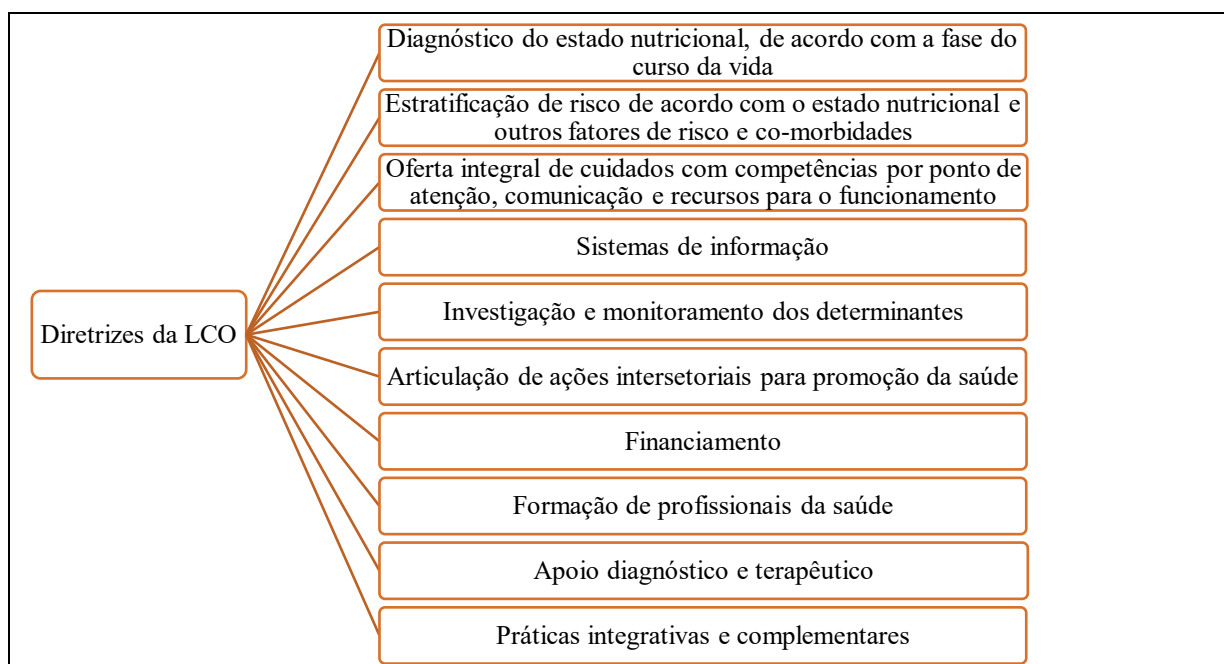 Diretrizes da LCO
Diagnóstico do estado nutricional, de acordo com a fase do
curso da vida
Estratificação de risco de acordo com o estado nutricional e
outros fatores de risco e co-morbidades
Oferta integral de cuidados com competências por ponto de
atenção, comunicação e recursos para o funcionamento
Sistemas de informação
Investigação e monitoramento dos determinantes
Articulação de ações intersetoriais para promoção da saúde
Financiamento
Formação de profissionais da saúde
Apoio diagnóstico e terapêutico
Práticas integrativas e complementares